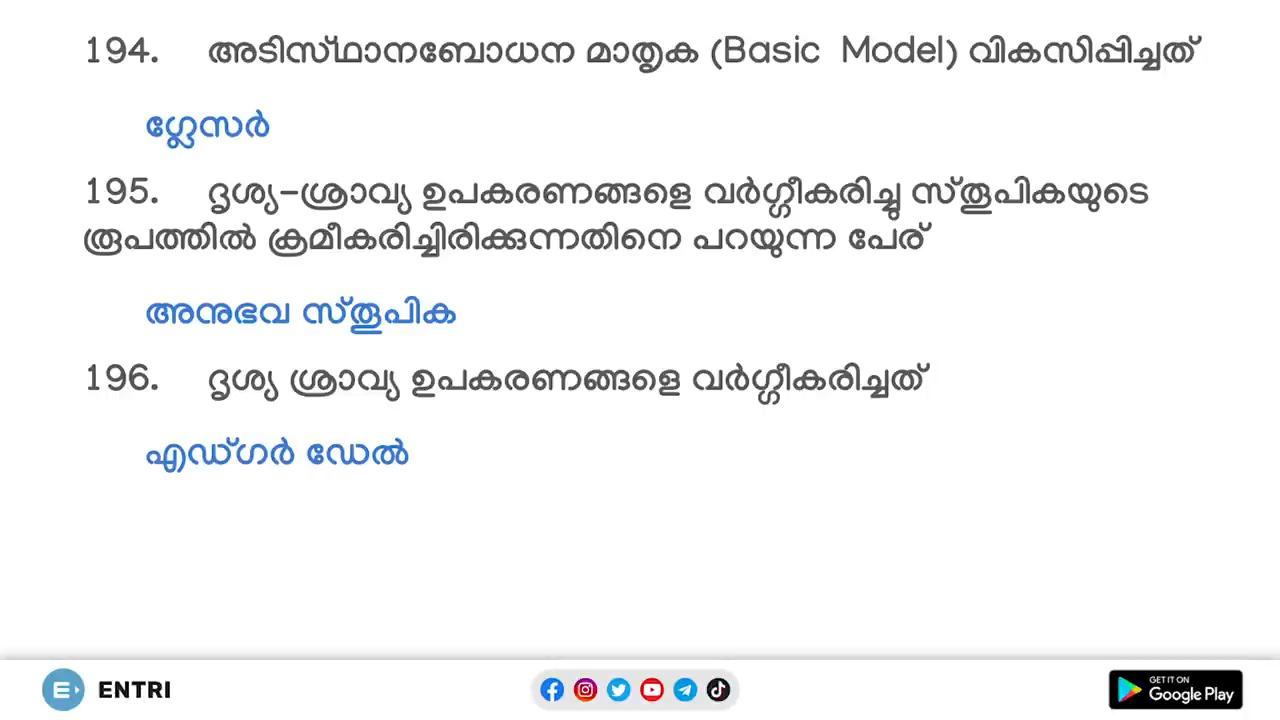 194. അടിസ്ഥാനബോധന മാതൃക (Basic Model) വികസിപ്പിച്ചത്
ഗ്ലേസർ
195. ദൃശ്യ-ശ്രാവ്യ ഉപകരണങ്ങളെ വർഗ്ഗീകരിച്ചു സ്തൂപികയുടെ
രൂപത്തിൽ ക്രമീകരിച്ചിരിക്കുന്നതിനെ പറയുന്ന പേര്
അനുഭവ സ്തൂപിക
196. ദൃശ്യ ശ്രാവ്യ ഉപകരണങ്ങളെ വർഗ്ഗീകരിച്ചത്
എഡ്ഗർ ഡേൽ
ENTRI
GET IT ON
Google Play